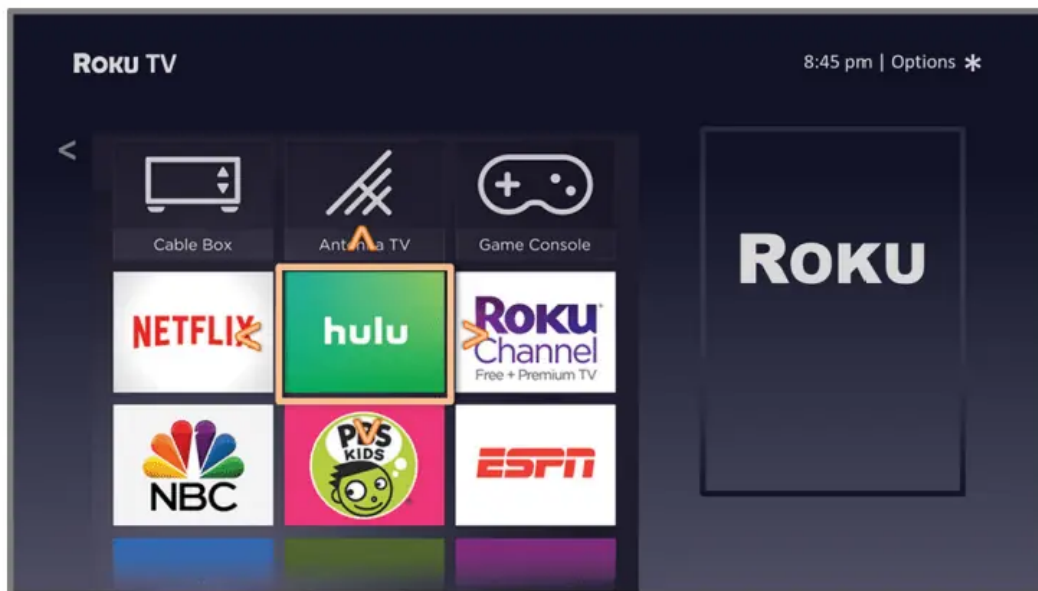 ROKU TV
8:45 pm | Options *
<
Cable Box
Antenna TV
Game Console
NETFLIX
hulu
ROKU
Channel
Free + Premium TV
NBC
PBS
KIDS
ESPN
ROKU